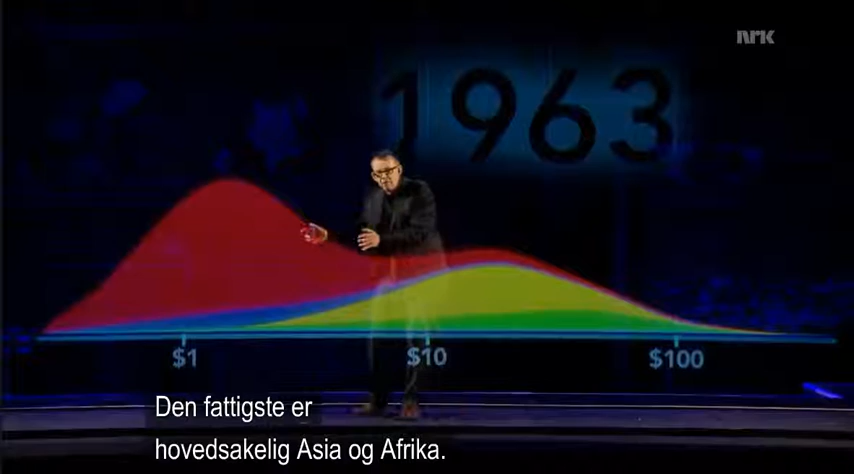 nrk
1963
$1 $10 $100
Den fattigste er
hovedsakelig Asia og Afrika.